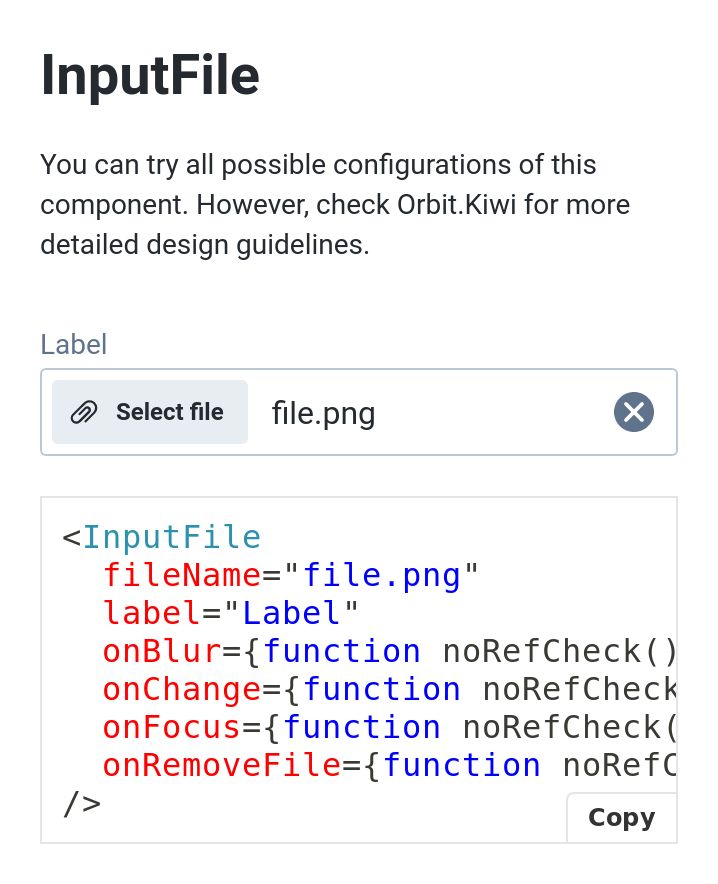 InputFile
You can try all possible configurations of this
component. However, check Orbit.Kiwi for more
detailed design guidelines.
Label
Select file file.png
<InputFile
  fileName="file.png"
  label="Label"
  onBlur={function noRefCheck()
  onChange={function noRefCheck
  onFocus={function noRefCheck(
  onRemoveFile={function noRefC
/>
Copy